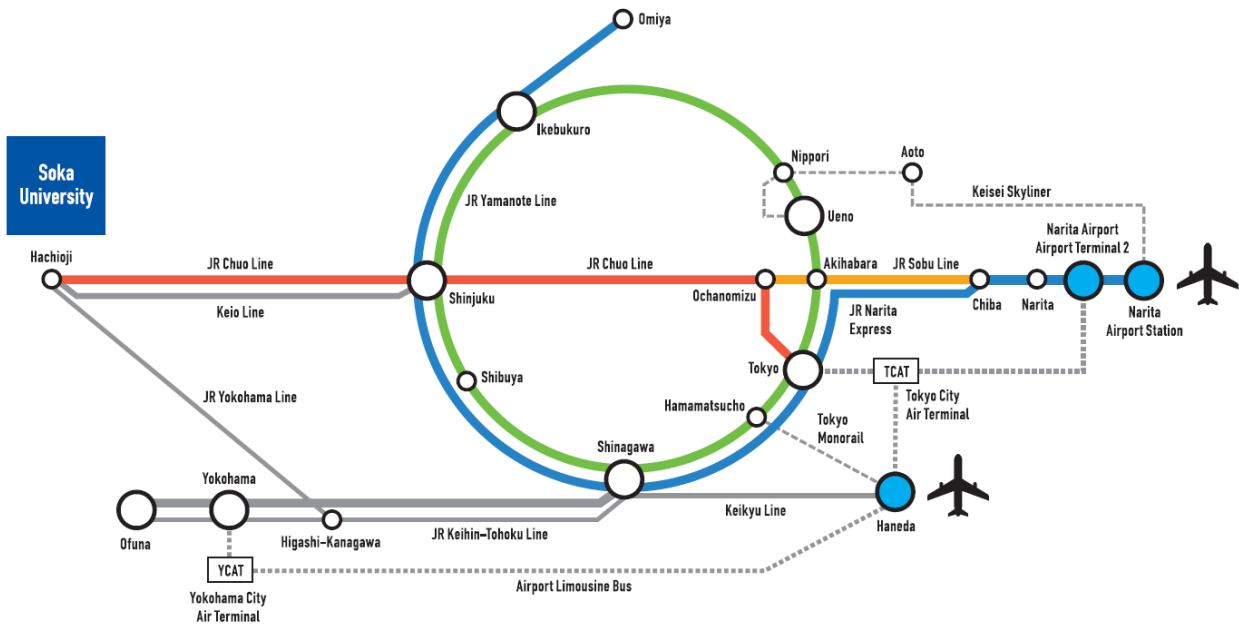 Omiya
Ikebukuro
Soka
University
Nippori
Aoto
JR Yamanote Line
Keisei Skyliner
Ueno
Narita Airport
Airport Terminal 2
Hachioji
JR Chuo Line
JR Chuo Line
Akihabara
JR Sobu Line
Keio Line
Shinjuku
Ochanomizu
JR Narita
Express
Chiba
Narita
Narita
Airport Station
Shibuya
Tokyo
TCAT
JR Yokohama Line
Hamamatsucho
Tokyo
Monorail
Tokyo City
Air Terminal
Shinagawa
Yokohama
Keikyu Line
Haneda
Ofuna
Higashi-Kanagawa
JR Keihin-Tohoku Line
YCAT
Airport Limousine Bus
Yokohama City
Air Terminal